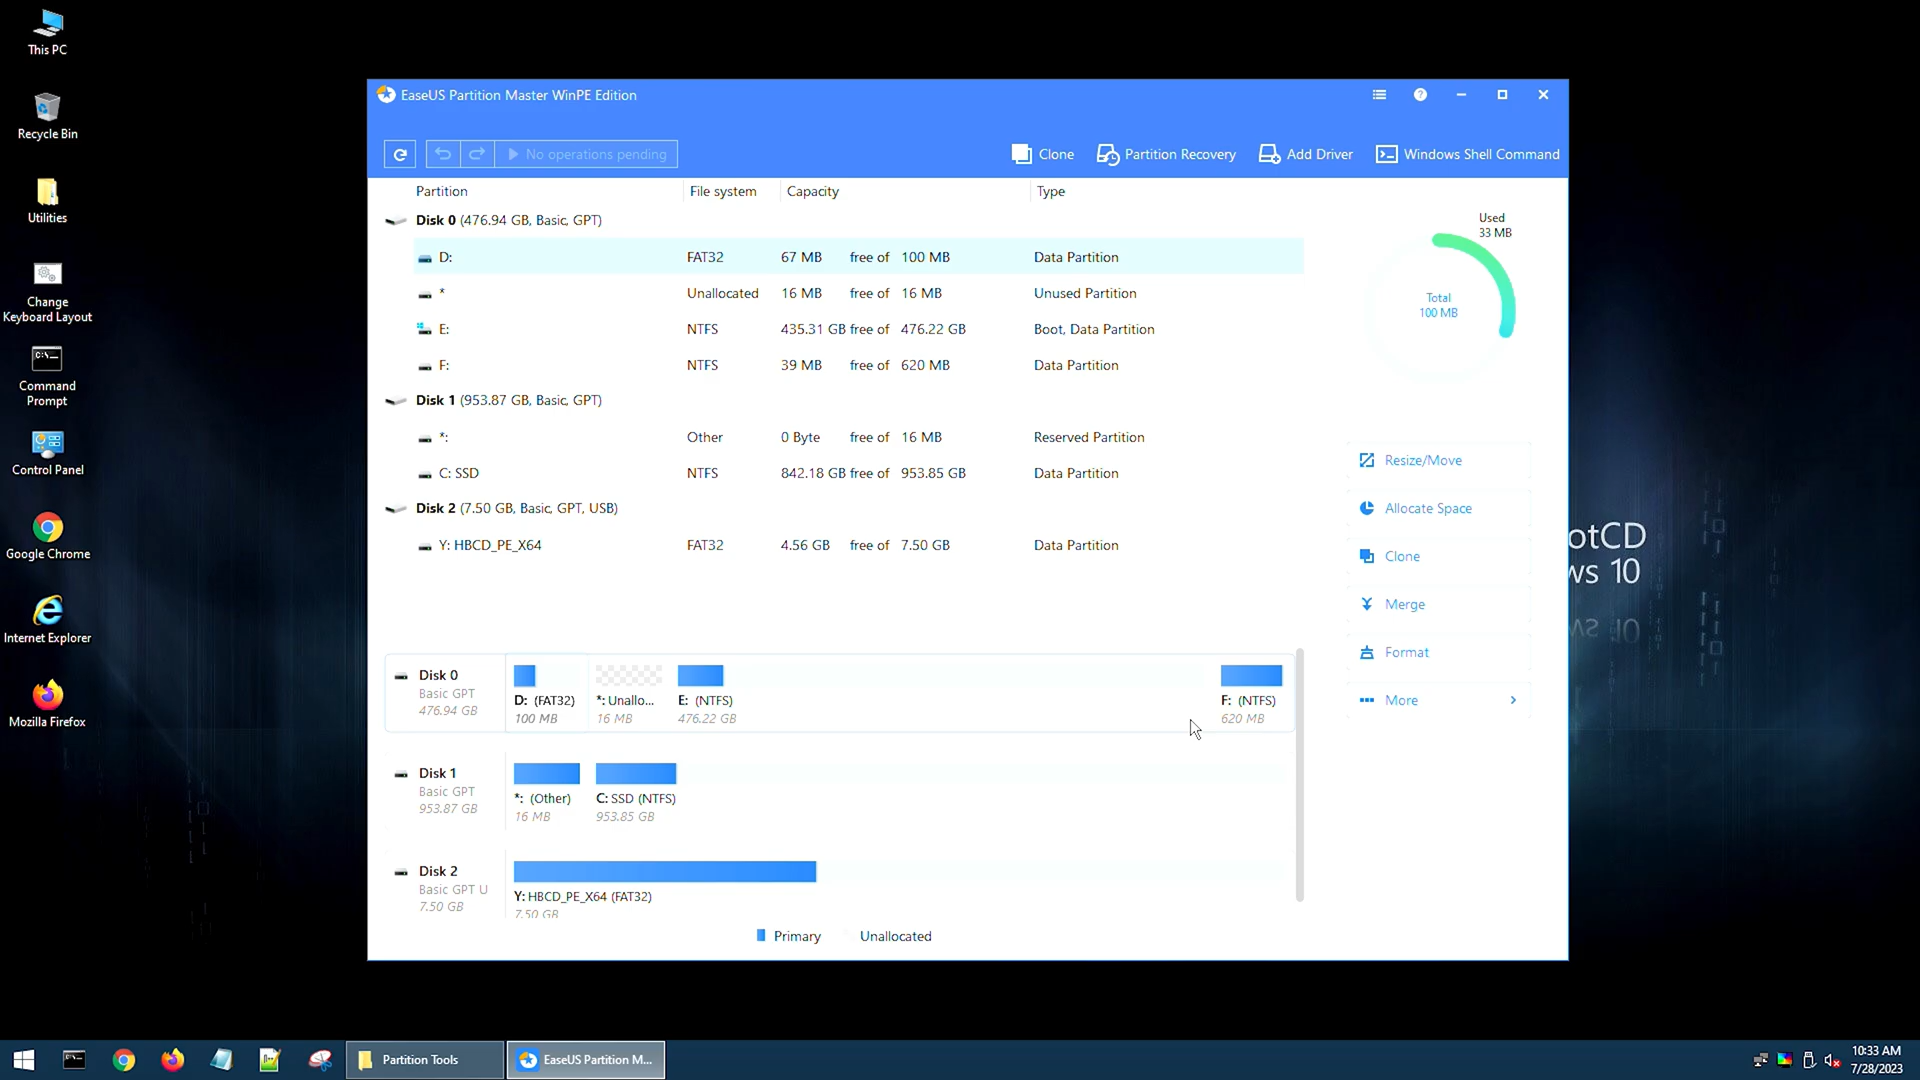 This PC
Recycle Bin
Utilities
Change
Keyboard Layout
Command
Prompt
Control Panel
Google Chrome
Internet Explorer
Mozilla Firefox
EaseUS Partition Master WinPE Edition
No operations pending
Clone
Partition Recovery
Add Driver
Windows Shell Command
Partition File system Capacity Type
Disk 0 (476.94 GB, Basic, GPT)
D: FAT32 67 MB free of 100 MB Data Partition
* Unallocated 16 MB free of 16 MB Unused Partition
E: NTFS 435.31 GB free of 476.22 GB Boot, Data Partition
F: NTFS 39 MB free of 620 MB Data Partition
Disk 1 (953.87 GB, Basic, GPT)
*: Other 0 Byte free of 16 MB Reserved Partition
C: SSD NTFS 842.18 GB free of 953.85 GB Data Partition
Disk 2 (7.50 GB, Basic, GPT, USB)
Y: HBCD_PE_X64 FAT32 4.56 GB free of 7.50 GB Data Partition
Used
33 MB
Total
100 MB
Resize/Move
Allocate Space
Clone
Merge
Format
More
Disk 0
Basic GPT
476.94 GB
D: (FAT32)
100 MB
*: Unallo...
16 MB
E: (NTFS)
476.22 GB
F: (NTFS)
620 MB
Disk 1
Basic GPT
953.87 GB
*: (Other)
16 MB
C: SSD (NTFS)
953.85 GB
Disk 2
Basic GPT U
7.50 GB
Y: HBCD_PE_X64 (FAT32)
7.50 GB
Primary
Unallocated
otCD
ws 10
Partition Tools
EaseUS Partition M...
10:33 AM
7/28/2023